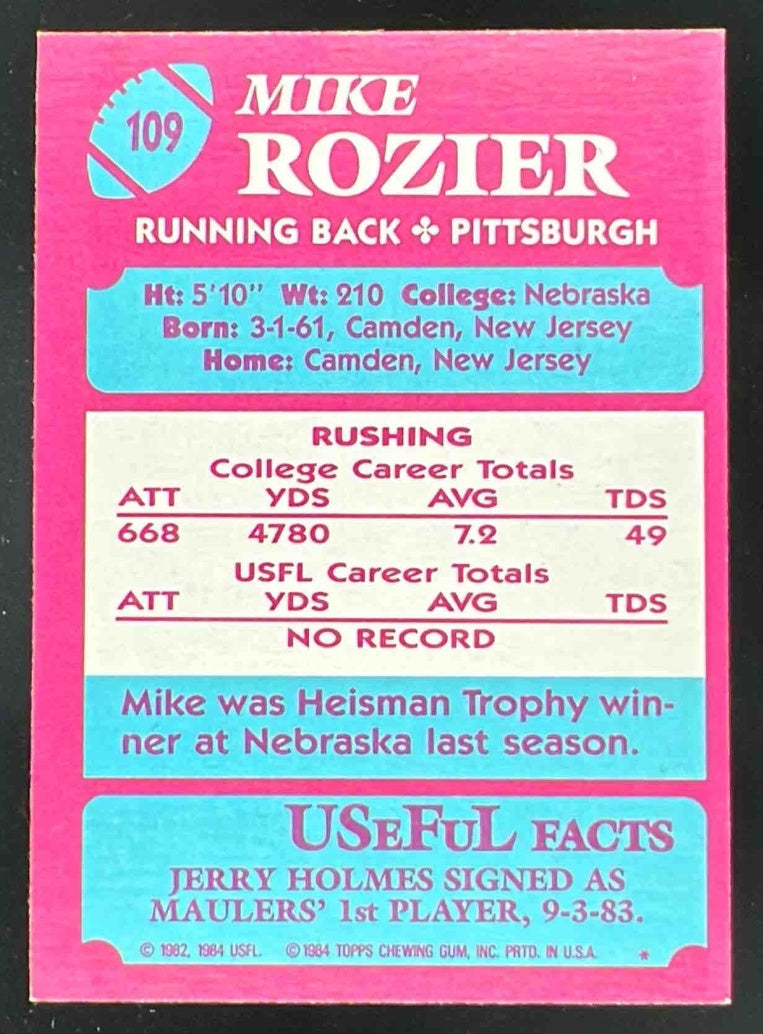 109
MIKE
ROZIER
RUNNING BACK ✤ PITTSBURGH
Ht: 5'10" Wt: 210 College: Nebraska
Born: 3-1-61, Camden, New Jersey
Home: Camden, New Jersey
RUSHING
College Career Totals
ATT YDS AVG TDS
668 4780 7.2 49
USFL Career Totals
ATT YDS AVG TDS
NO RECORD
Mike was Heisman Trophy win-
ner at Nebraska last season.
USeFuL FACTS
JERRY HOLMES SIGNED AS
MAULERS' 1st PLAYER, 9-3-83.
© 1982, 1984 USFL. © 1984 TOPPS CHEWING GUM, INC. PRTD. IN U.S.A. *